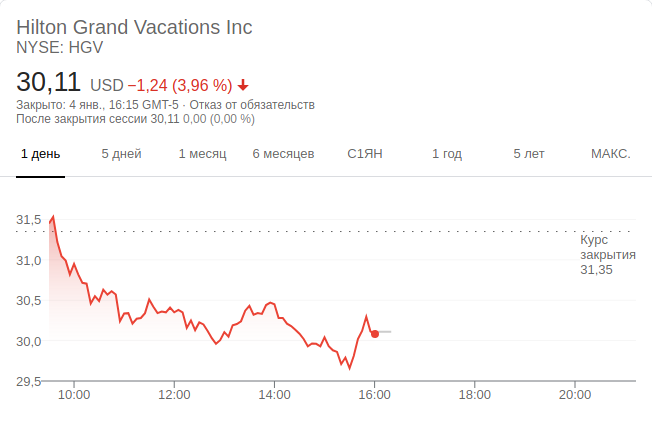 Hilton Grand Vacations Inc
NYSE: HGV
30,11 USD −1,24 (3,96 %)
Закрыто: 4 янв., 16:15 GMT-5 · Отказ от обязательств
После закрытия сессии 30,11 0,00 (0,00 %)
1 день 5 дней 1 месяц 6 месяцев С1ЯН 1 год 5 лет МАКС.
31,5
Курс
закрытия
31,35
31,0
30,5
30,0
29,5
10:00 12:00 14:00 16:00 18:00 20:00